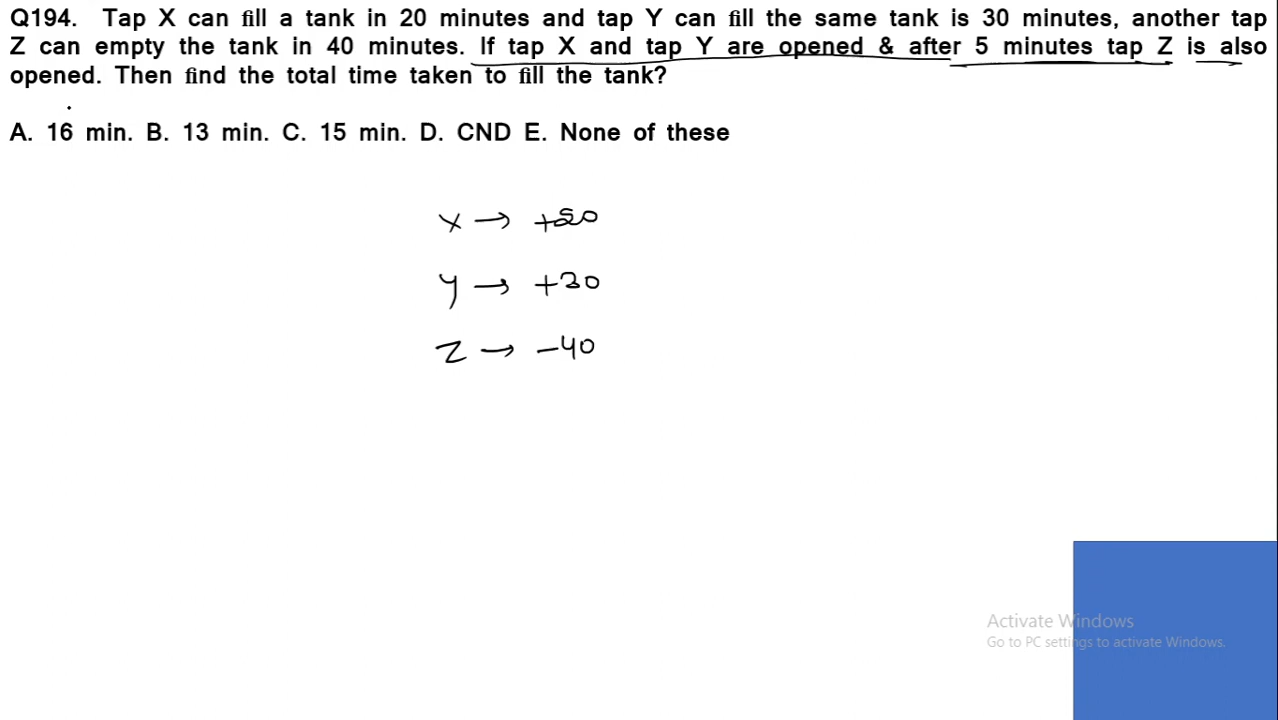 Q194. Tap X can fill a tank in 20 minutes and tap Y can fill the same tank is 30 minutes, another tap
Z can empty the tank in 40 minutes. If tap X and tap Y are opened & after 5 minutes tap Z is also
opened. Then find the total time taken to fill the tank?
A. 16 min. B. 13 min. C. 15 min. D. CND E. None of these
X → +20
Y → +30
Z → -40
Activate Windows
Go to PC settings to activate Windows.